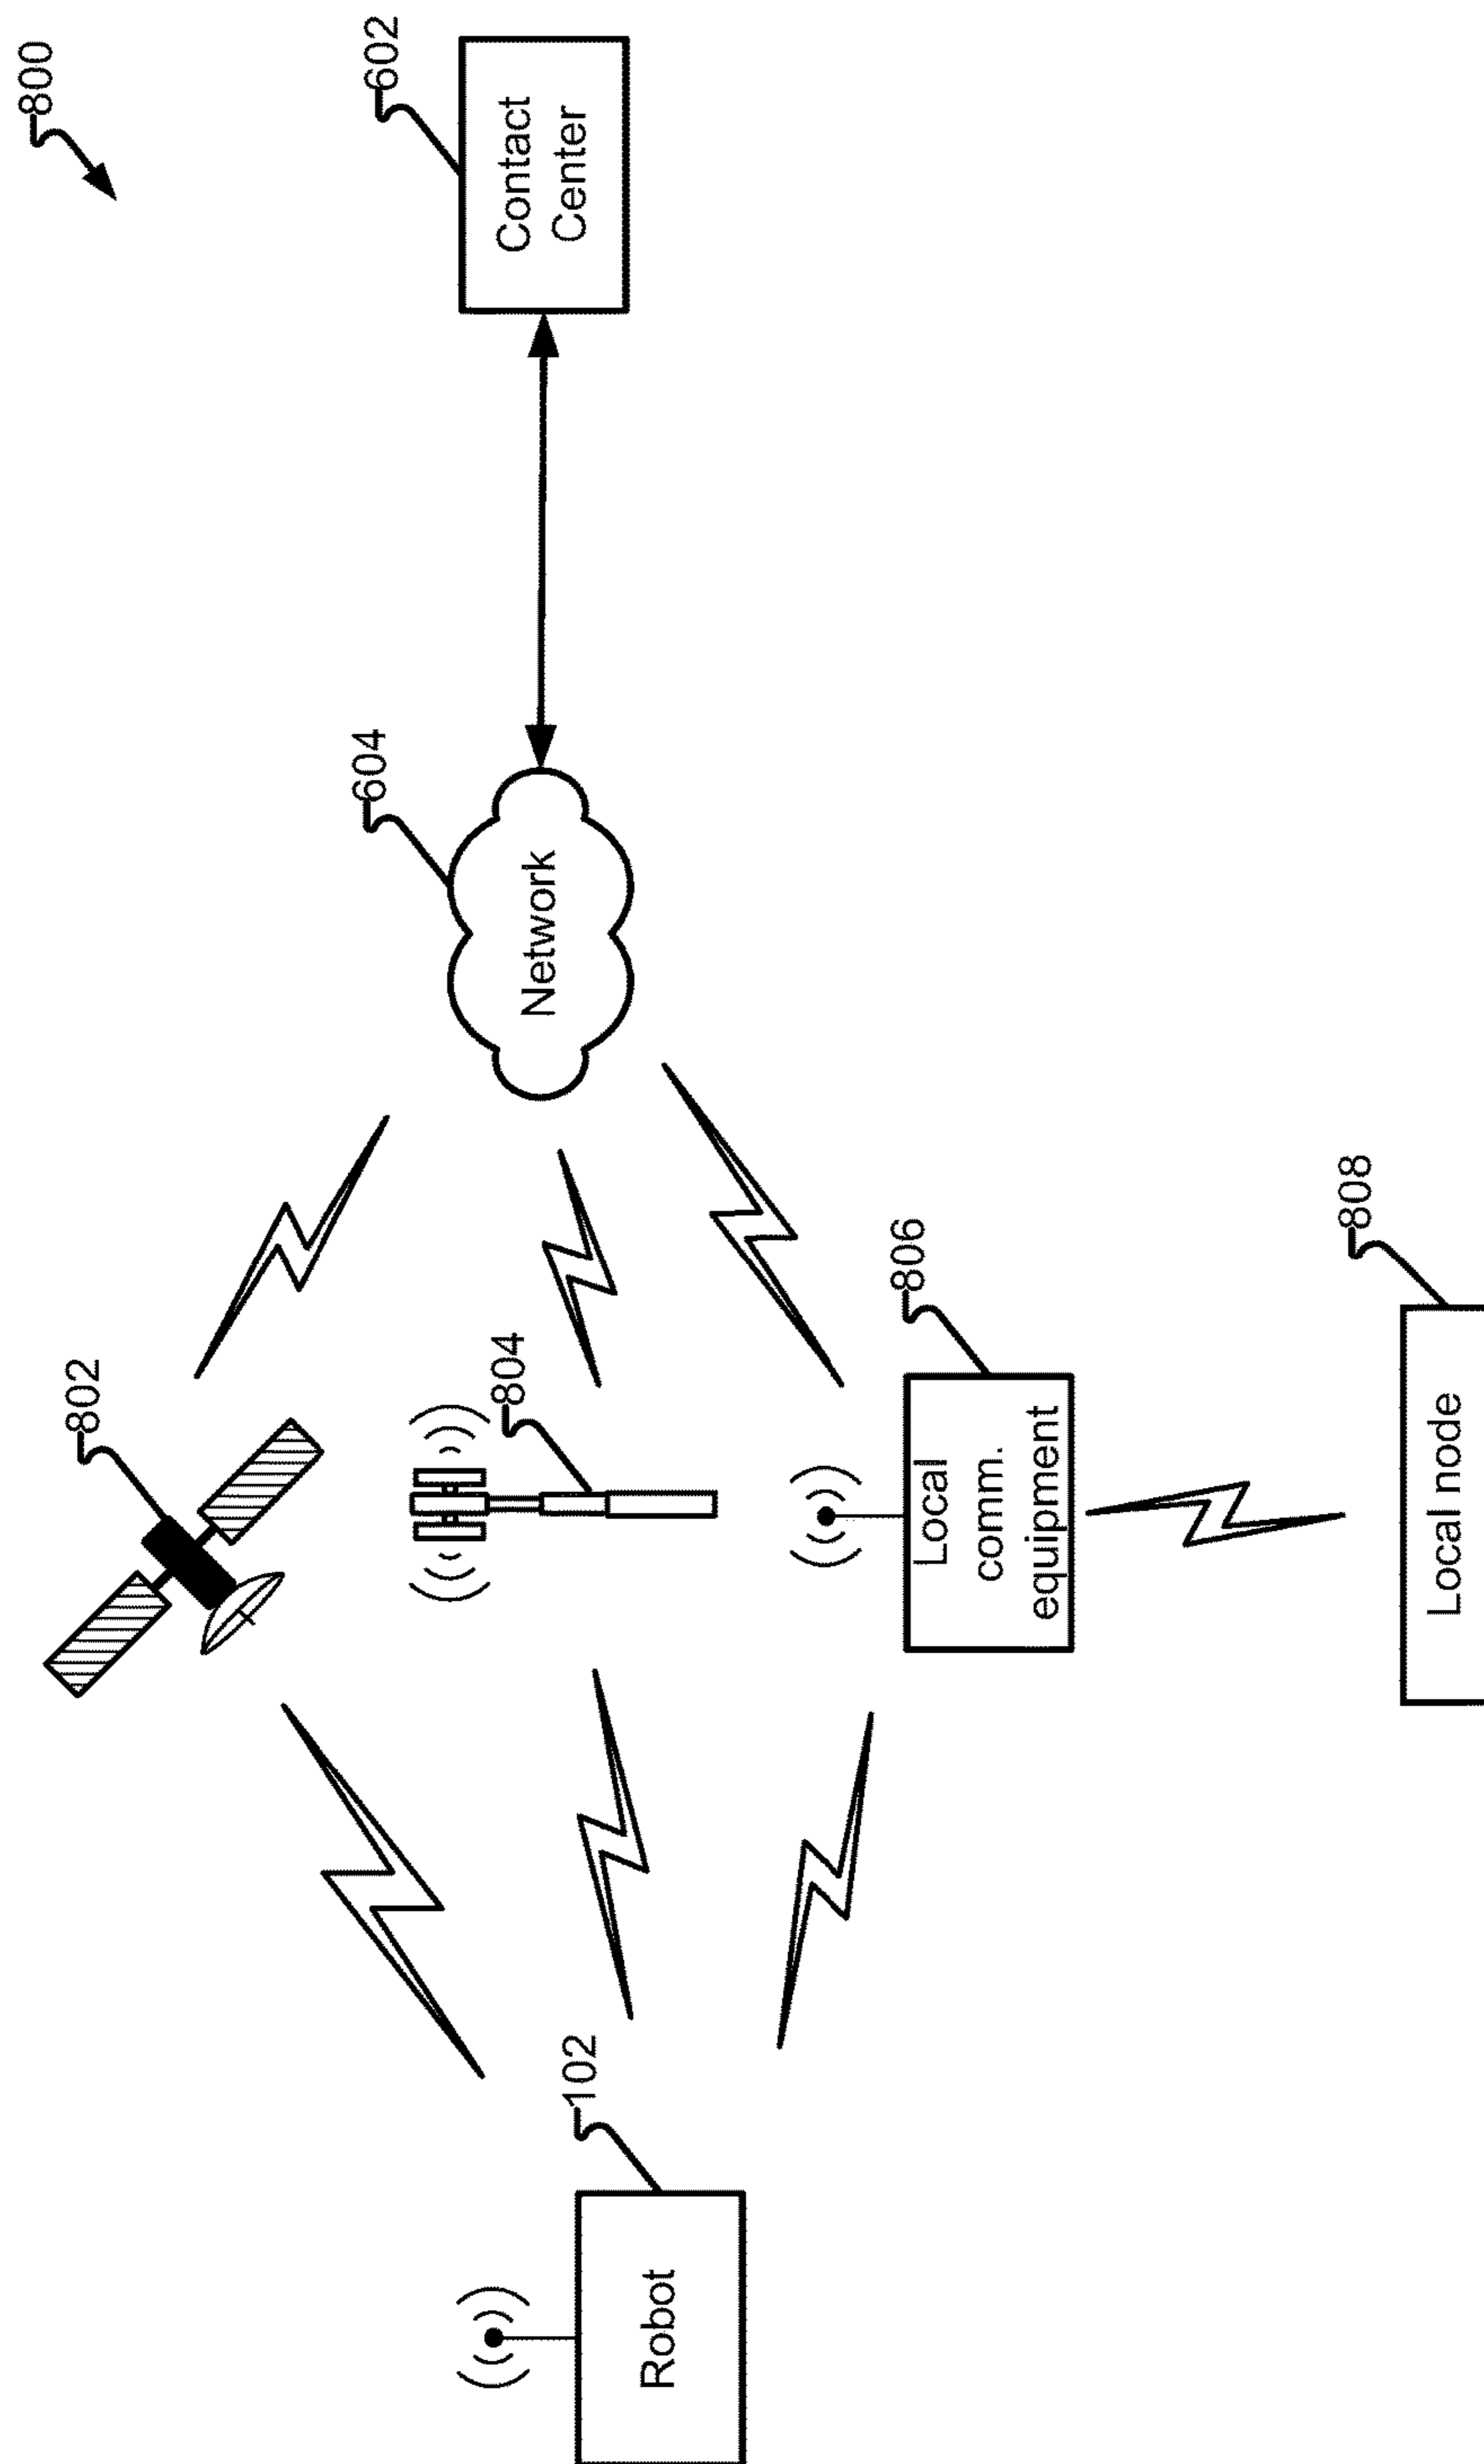 800
802
604
602
Network
Contact
Center
804
102
Robot
806
Local
comm.
equipment
808
Local node